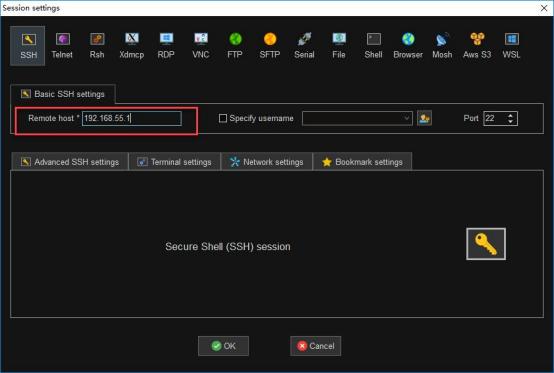 Session settings
SSH Telnet Rsh Xdmcp RDP VNC FTP SFTP Serial File Shell Browser Mosh Aws S3 WSL
Basic SSH settings
Remote host * 192.168.55.1 Specify username Port 22
Advanced SSH settings Terminal settings Network settings Bookmark settings
Secure Shell (SSH) session
OK Cancel